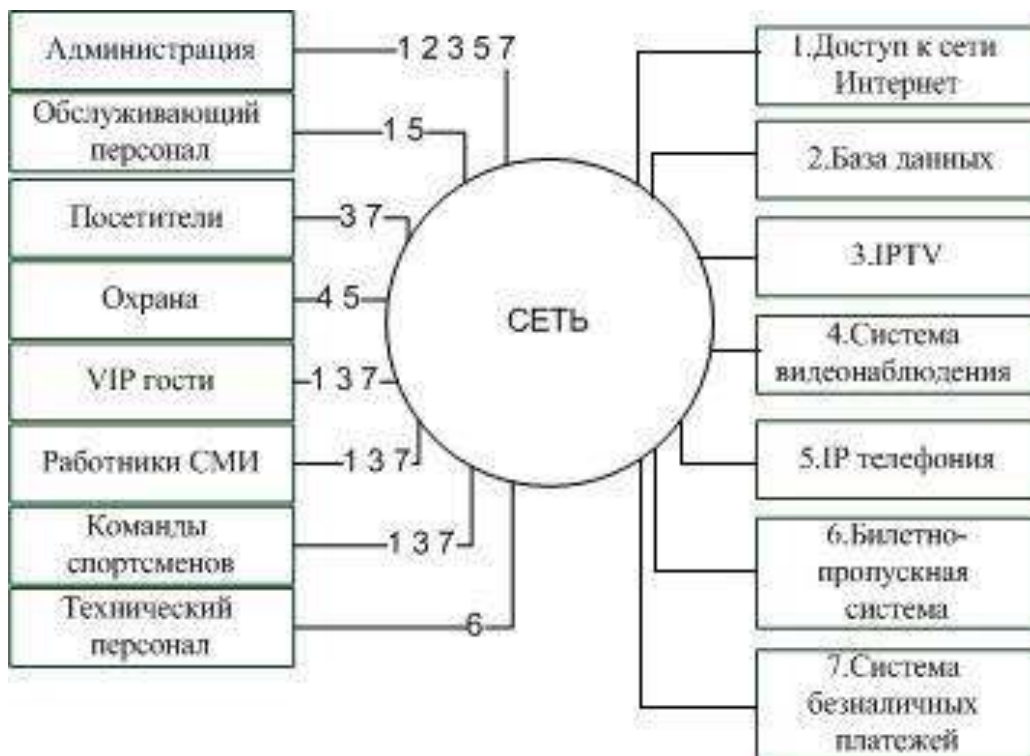 Администрация
1 2 3 5 7
Обслуживающий
персонал
1 5
Посетители
3 7
Охрана
4 5
VIP гости
1 3 7
Работники СМИ
1 3 7
Команды
спортсменов
1 3 7
Технический
персонал
6
СЕТЬ
1.Доступ к сети
Интернет
2.База данных
3.IPTV
4.Система
видеонаблюдения
5.IP телефония
6.Билетно-
пропускная
система
7.Система
безналичных
платежей